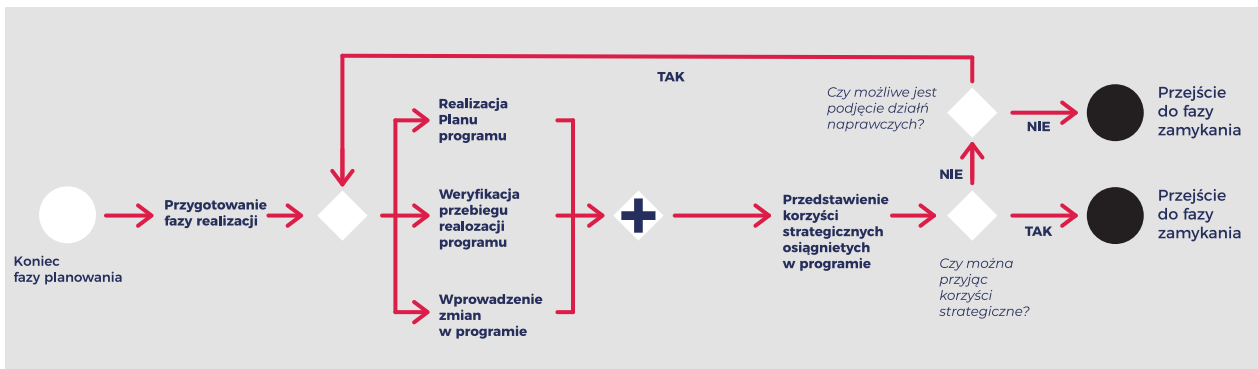 Koniec
fazy planowania
Przygotowanie
fazy realizacji
Realizacja
Planu
programu
Weryfikacja
przebiegu
realozacji
programu
Wprowadzenie
zmian
w programie
Przedstawienie
korzyści
strategicznych
osiągnietych
w programie
Czy można
przyjąc
korzyści
strategiczne?
TAK
Przejście
do fazy
zamykania
NIE
Czy możliwe jest
podjęcie działń
naprawczych?
NIE
Przejście
do fazy
zamykania
TAK